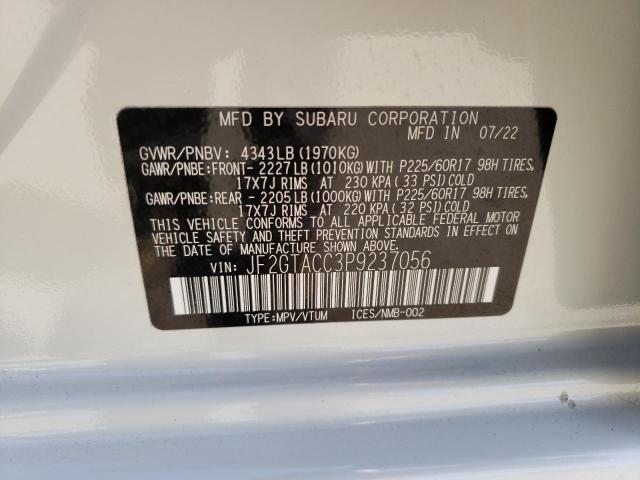 MFD BY SUBARU CORPORATION
MFD IN 07/22
GVWR/PNBV: 4343LB(1970KG)
GAWR/PNBE:FRONT- 2227LB(1010KG)WITH P225/60R17 98H TIRES,
17X7J RIMS AT 230 KPA( 33 PSI)COLD
GAWR/PNBE:REAR - 2205LB(1000KG)WITH P225/60R17 98H TIRES,
17X7J RIMS AT 220 KPA( 32 PSI)COLD
THIS VEHICLE CONFORMS TO ALL APPLICABLE FEDERAL MOTOR
VEHICLE SAFETY AND THEFT PREVENTION STANDARDS IN EFFECT ON
THE DATE OF MANUFACTURE SHOWN ABOVE.
VIN: JF2GTACC3P9237056
TYPE:MPV/VTUM ICES/NMB-002